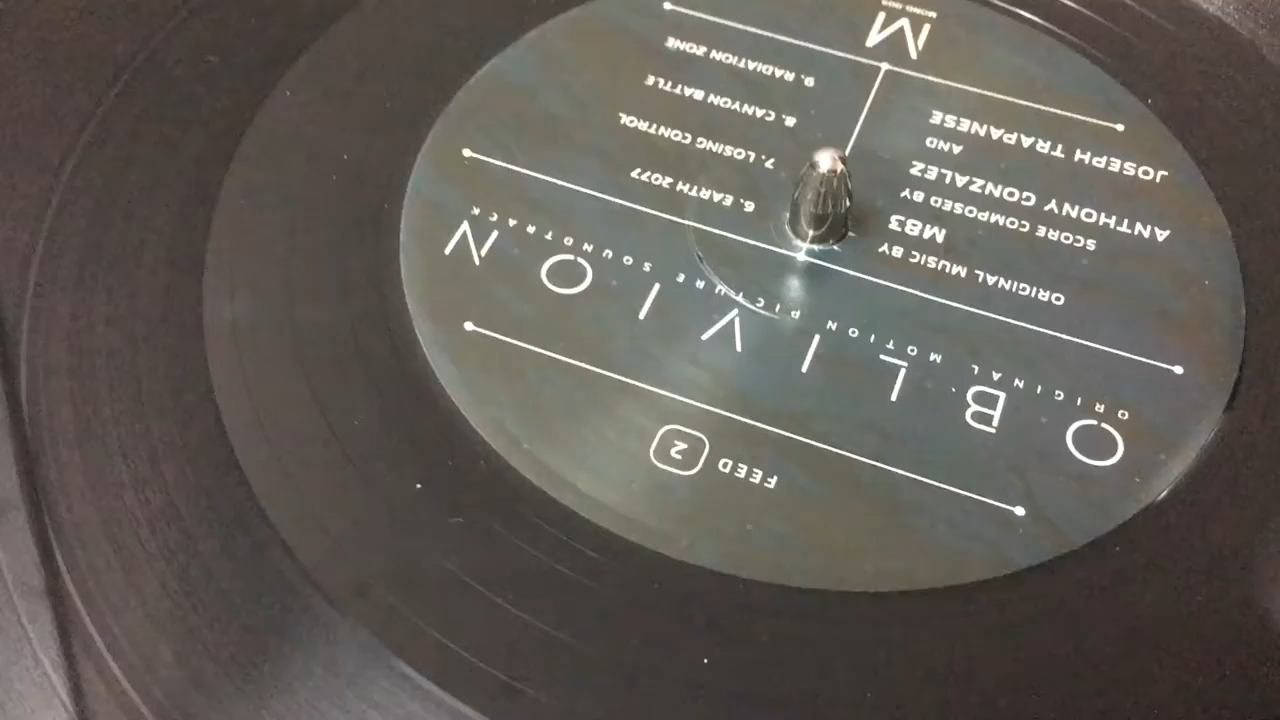 FEED 2
OBLIVION
ORIGINAL MOTION PICTURE SOUNDTRACK
ORIGINAL MUSIC BY
M83
SCORE COMPOSED BY
ANTHONY GONZALEZ
AND
JOSEPH TRAPANESE
6. EARTH 2077
7. LOSING CONTROL
8. CANYON BATTLE
9. RADIATION ZONE
M